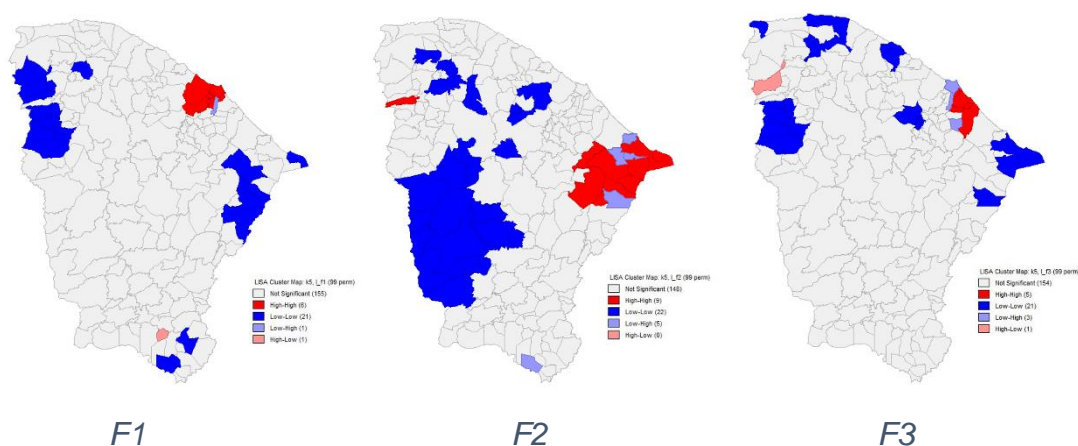 LISA Cluster Map: k5, I_f1 (99 perm)
Not Significant (155)
High-High (6)
Low-Low (21)
Low-High (1)
High-Low (1)
LISA Cluster Map: k5, I_f2 (99 perm)
Not Significant (148)
High-High (9)
Low-Low (22)
Low-High (5)
High-Low (0)
LISA Cluster Map: k5, I_f3 (99 perm)
Not Significant (154)
High-High (5)
Low-Low (21)
Low-High (3)
High-Low (1)
F1
F2
F3